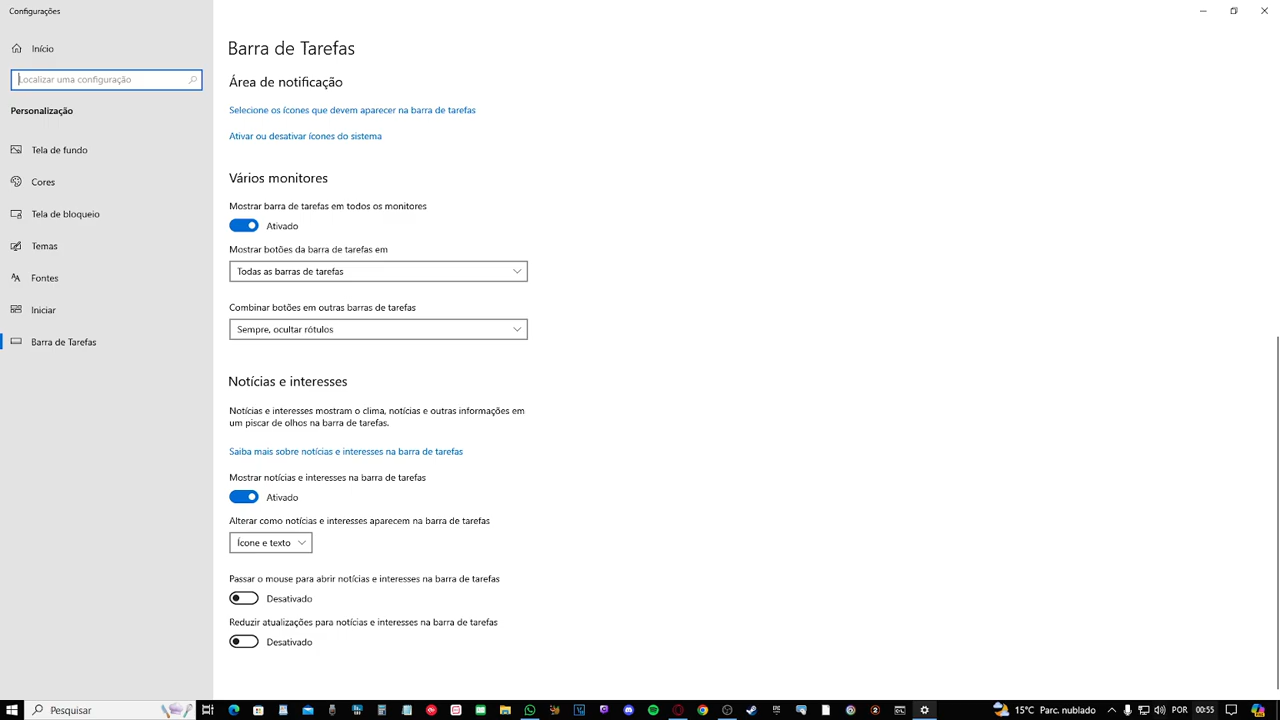 Configurações
Início
Localizar uma configuração
Personalização
Tela de fundo
Cores
Tela de bloqueio
Temas
Fontes
Iniciar
Barra de Tarefas
Barra de Tarefas
Área de notificação
Selecione os ícones que devem aparecer na barra de tarefas
Ativar ou desativar ícones do sistema
Vários monitores
Mostrar barra de tarefas em todos os monitores
Ativado
Mostrar botões da barra de tarefas em
Todas as barras de tarefas
Combinar botões em outras barras de tarefas
Sempre, ocultar rótulos
Notícias e interesses
Notícias e interesses mostram o clima, notícias e outras informações em
um piscar de olhos na barra de tarefas.
Saiba mais sobre notícias e interesses na barra de tarefas
Mostrar notícias e interesses na barra de tarefas
Ativado
Alterar como notícias e interesses aparecem na barra de tarefas
Ícone e texto
Passar o mouse para abrir notícias e interesses na barra de tarefas
Desativado
Reduzir atualizações para notícias e interesses na barra de tarefas
Desativado
Pesquisar
15°C Parc. nublado
POR
00:55